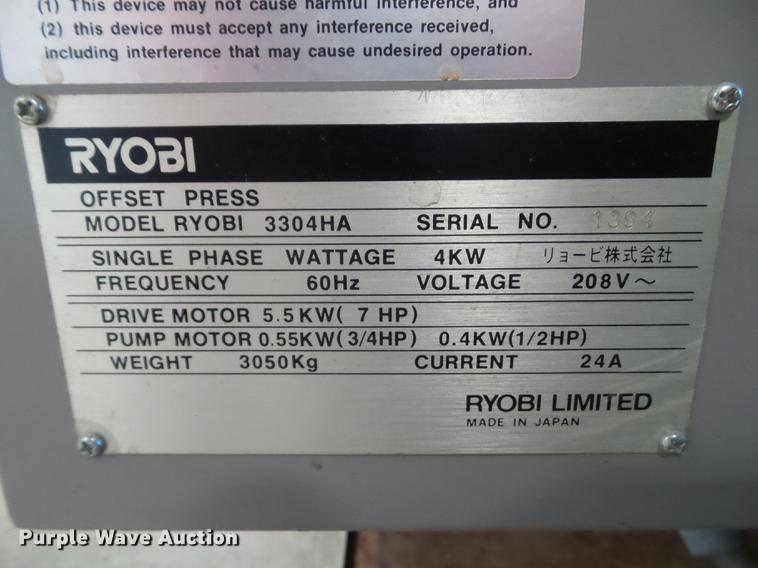 (1) This device may not cause harmful interference, and
(2) this device must accept any interference received,
including interference that may cause undesired operation.
RYOBI
OFFSET PRESS
MODEL RYOBI 3304HA SERIAL NO. 1394
SINGLE PHASE WATTAGE 4KW リョービ株式会社
FREQUENCY 60Hz VOLTAGE 208V～
DRIVE MOTOR 5.5KW( 7 HP)
PUMP MOTOR 0.55KW(3/4HP) 0.4KW(1/2HP)
WEIGHT 3050Kg CURRENT 24A
RYOBI LIMITED
MADE IN JAPAN
Purple Wave Auction